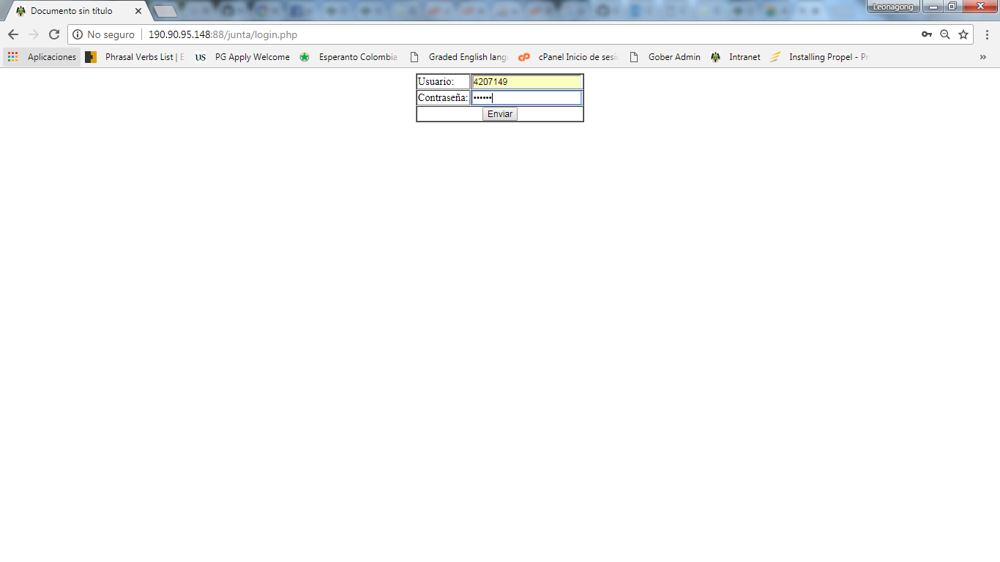 Documento sin título
Leonagong
No seguro 190.90.95.148:88/junta/login.php
Aplicaciones Phrasal Verbs List | E US PG Apply Welcome Esperanto Colombia Graded English lang cP cPanel Inicio de sesi Gober Admin Intranet Installing Propel - Pr »
Usuario: 4207149
Contraseña: ••••••
Enviar